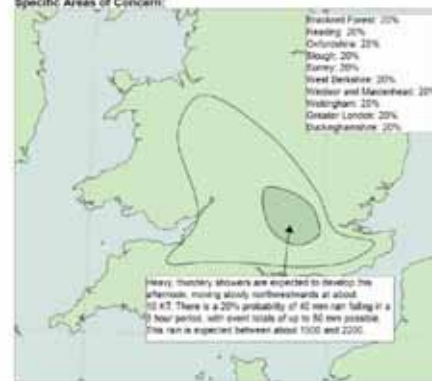 Specific Areas of Concern:
Bracknell Forest: 20%
Reading: 20%
Oxfordshire: 20%
Slough: 20%
Surrey: 20%
West Berkshire: 20%
Windsor and Maidenhead: 20%
Wokingham: 20%
Greater London: 20%
Buckinghamshire: 20%
Heavy, thundery showers are expected to develop this
afternoon, moving slowly northwestwards at about
10 KT. There is a 20% probability of 40 mm rain falling in a
hour period, with event totals of up to 50 mm possible.
This rain is expected between about 1500 and 2200.